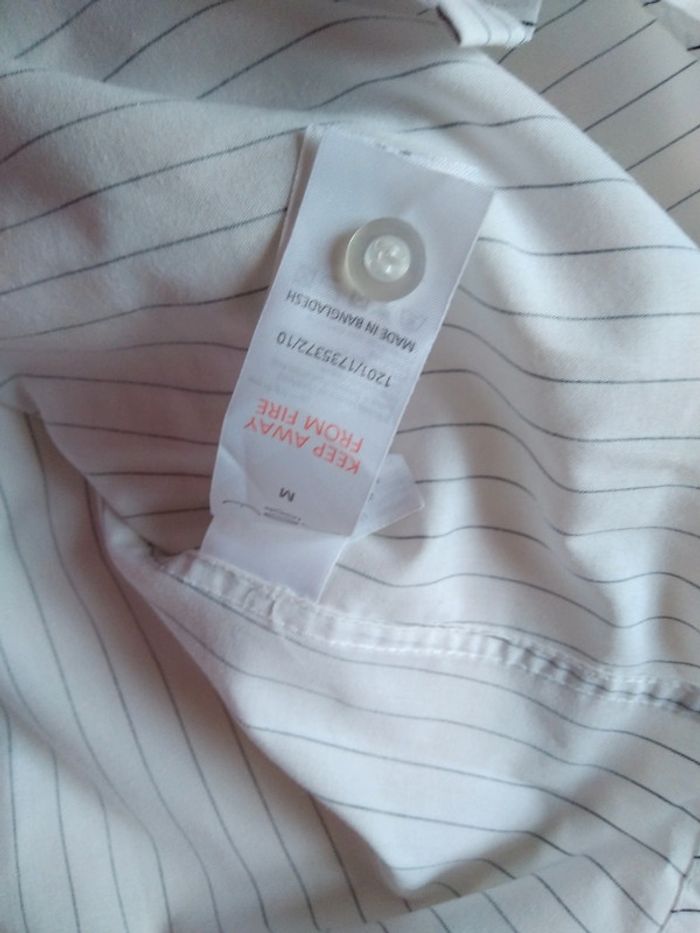 M
KEEP AWAY
FROM FIRE
1201/1735372/10
MADE IN BANGLADESH